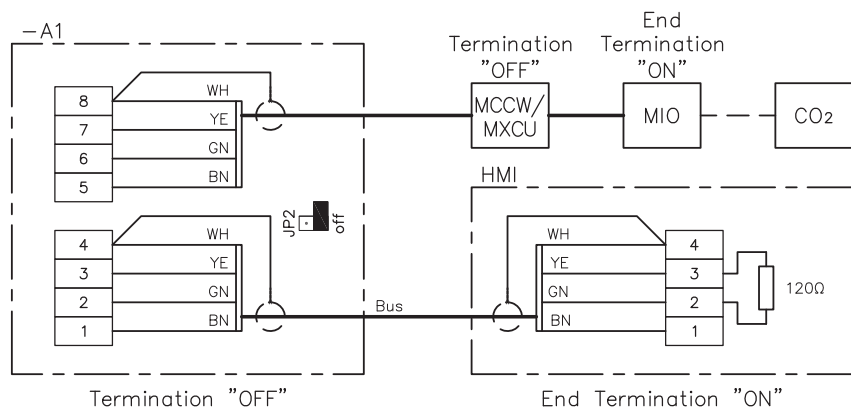 -A1
Termination
"OFF"
End
Termination
"ON"
8
7
6
5
WH
YE
GN
BN
MCCW/
MXCU
MIO
CO2
HMI
JP2
off
4
3
2
1
WH
YE
GN
BN
Bus
WH
YE
GN
BN
4
3
2
1
120Ω
Termination "OFF"
End Termination "ON"